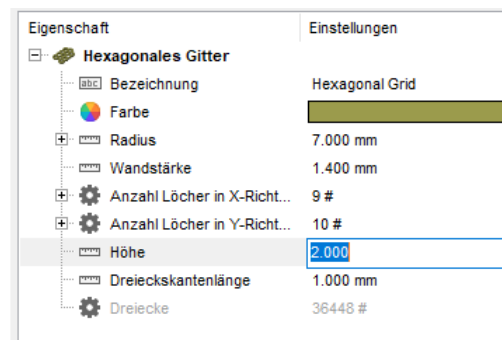 Eigenschaft Einstellungen
Hexagonales Gitter
abc Bezeichnung Hexagonal Grid
Farbe
Radius 7.000 mm
Wandstärke 1.400 mm
Anzahl Löcher in X-Richt... 9 #
Anzahl Löcher in Y-Richt... 10 #
Höhe 2.000
Dreieckskantenlänge 1.000 mm
Dreiecke 36448 #